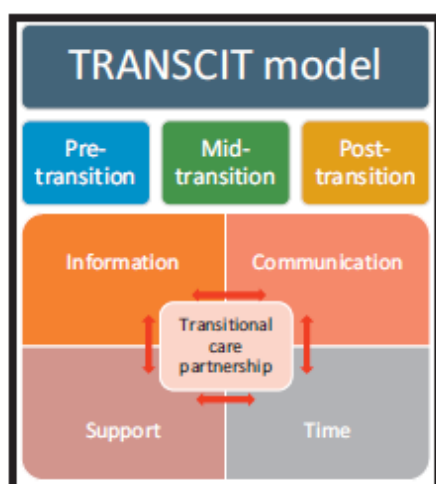 TRANSCIT model
Pre-
transition
Mid-
transition
Post-
transition
Information
Communication
Transitional
care
partnership
Support
Time